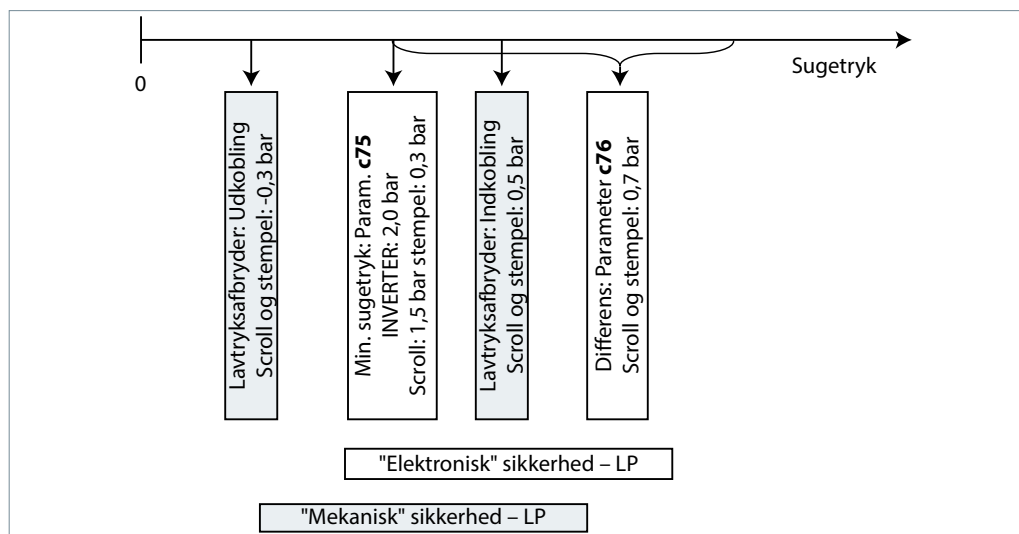 0
Sugetryk
Lavtryksafbryder: Udkobling
Scroll og stempel: -0,3 bar
Min. sugetryk: Param. c75
INVERTER: 2,0 bar
Scroll: 1,5 bar stempel: 0,3 bar
Lavtryksafbryder: Indkobling
Scroll og stempel: 0,5 bar
Differens: Parameter c76
Scroll og stempel: 0,7 bar
"Elektronisk" sikkerhed – LP
"Mekanisk" sikkerhed – LP